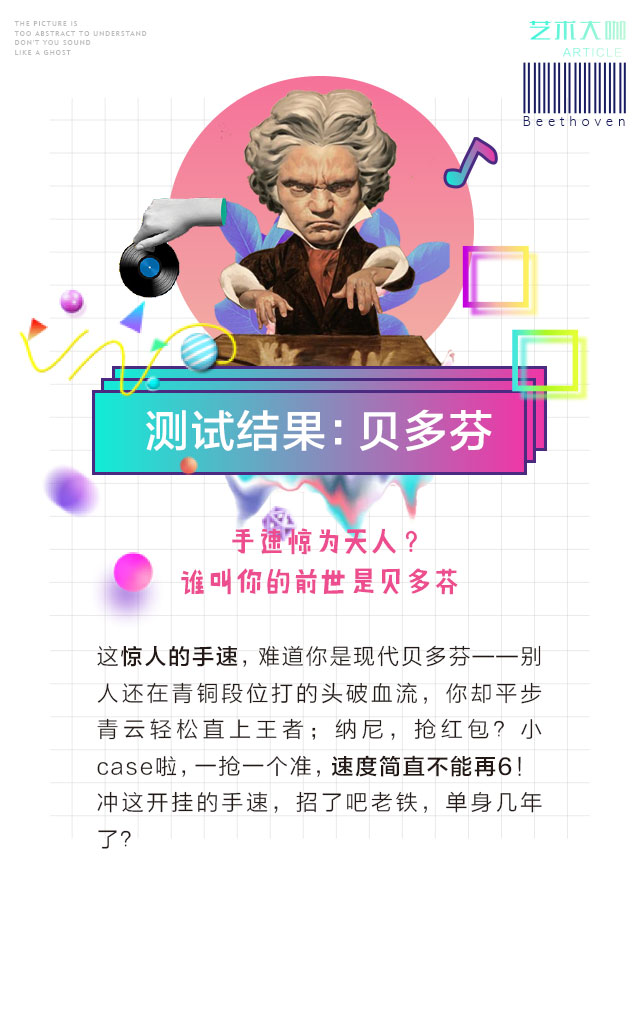 THE PICTURE IS
TOO ABSTRACT TO UNDERSTAND
DON'T YOU SOUND
LIKE A GHOST
艺术大咖
ARTICLE
Beethoven
测试结果：贝多芬
手速惊为天人？
谁叫你的前世是贝多芬
这惊人的手速，难道你是现代贝多芬——别
人还在青铜段位打的头破血流，你却平步
青云轻松直上王者；纳尼，抢红包？小
case啦，一抢一个准，速度简直不能再6！
冲这开挂的手速，招了吧老铁，单身几年
了？